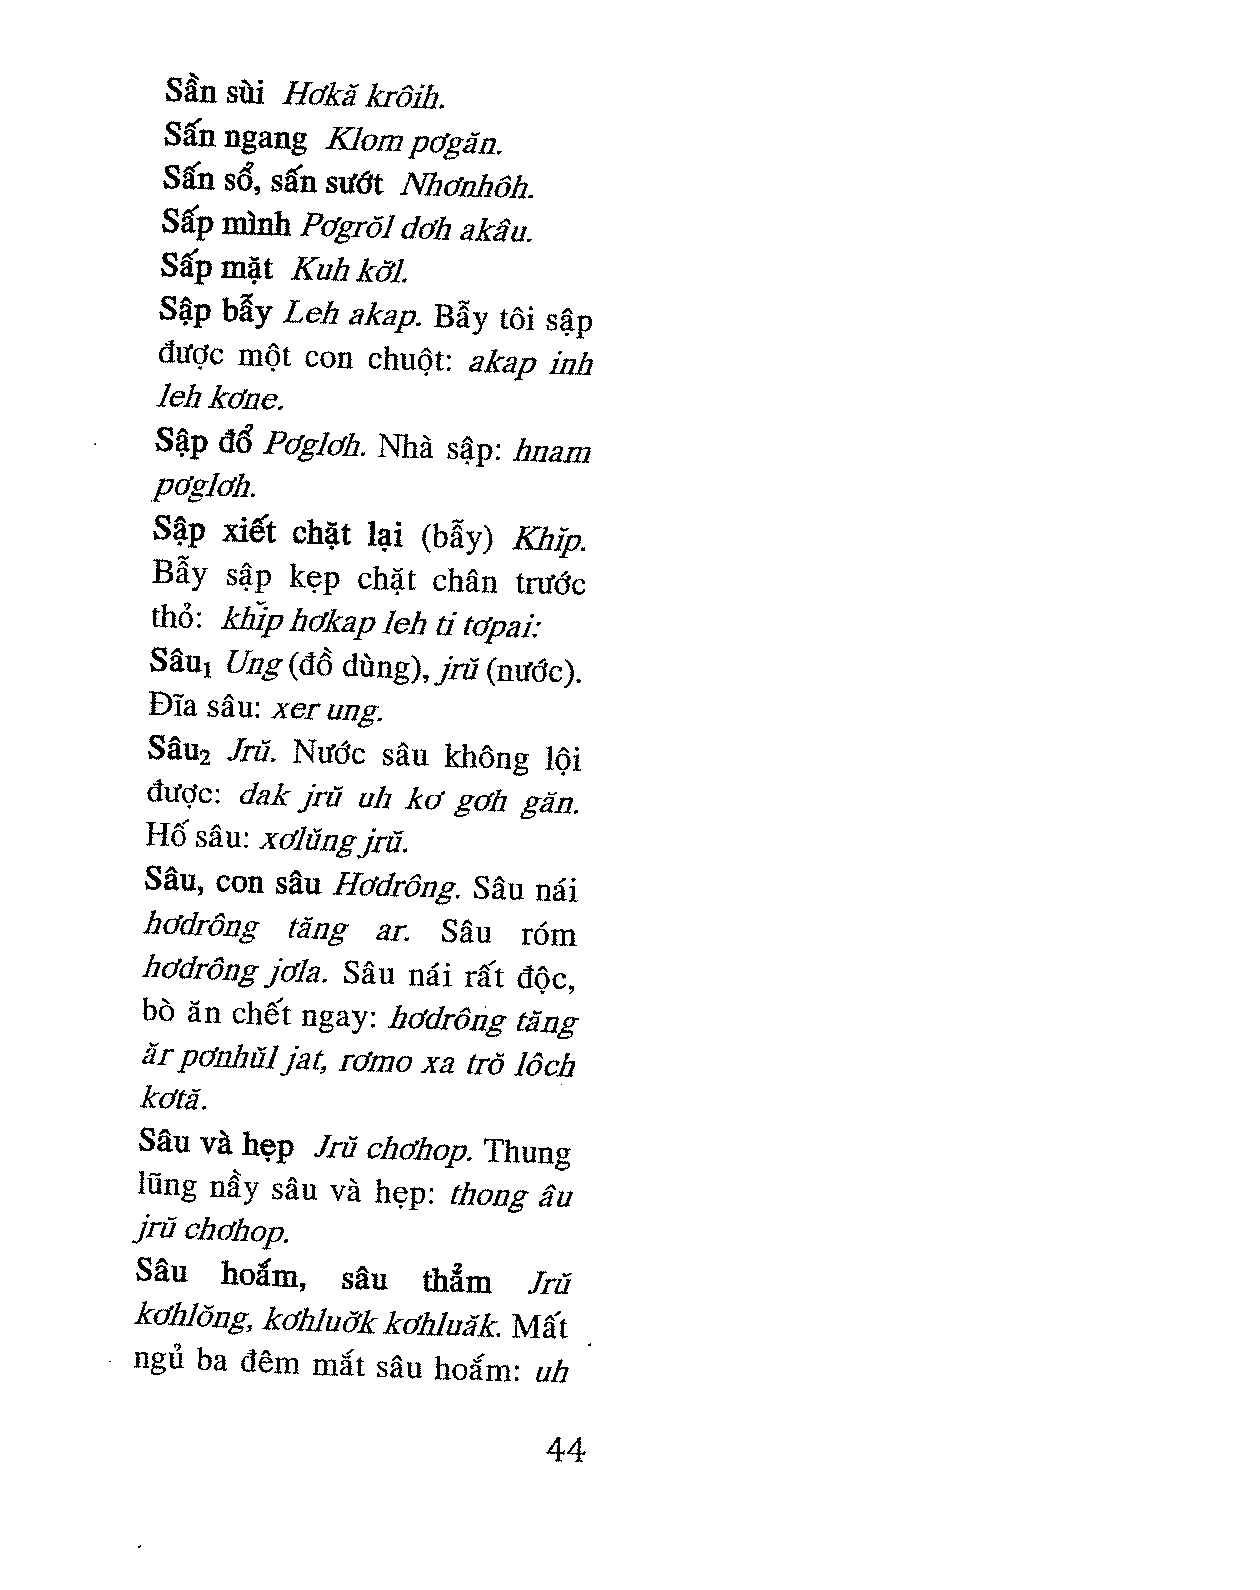 Sần sùi Hơkă krôih.
Sấn ngang Klom pơgăn.
Sấn sổ, sấn sướt Nhơnhôh.
Sấp mình Pơgrŏl dơh akâu.
Sấp mặt Kuh kơ̆l.
Sập bẫy Leh akap. Bẫy tôi sập
được một con chuột: akap inh
leh kơne.
Sập đổ Pơglơh. Nhà sập: hnam
pơglơh.
Sập xiết chặt lại (bẫy) Khĭp.
Bẫy sập kẹp chặt chân trước
thỏ: khĭp hơkap leh ti tơpai:
Sâu₁ Ung (đồ dùng), jrŭ (nước).
Đĩa sâu: xer ung.
Sâu₂ Jrŭ. Nước sâu không lội
được: dak jrŭ uh kơ gơh găn.
Hố sâu: xơlŭng jrŭ.
Sâu, con sâu Hơdrông. Sâu nái
hơdrông tăng ar. Sâu róm
hơdrông jơla. Sâu nái rất độc,
bò ăn chết ngay: hơdrông tăng
ăr pơnhŭl jat, rơmo xa trŏ lôch
kơtă.
Sâu và hẹp Jrŭ chơhop. Thung
lũng nầy sâu và hẹp: thong âu
jrŭ chơhop.
Sâu hoắm, sâu thẳm Jrŭ
kơhlŏng, kơhluơ̆k kơhluăk. Mất
ngủ ba đêm mắt sâu hoắm: uh
44